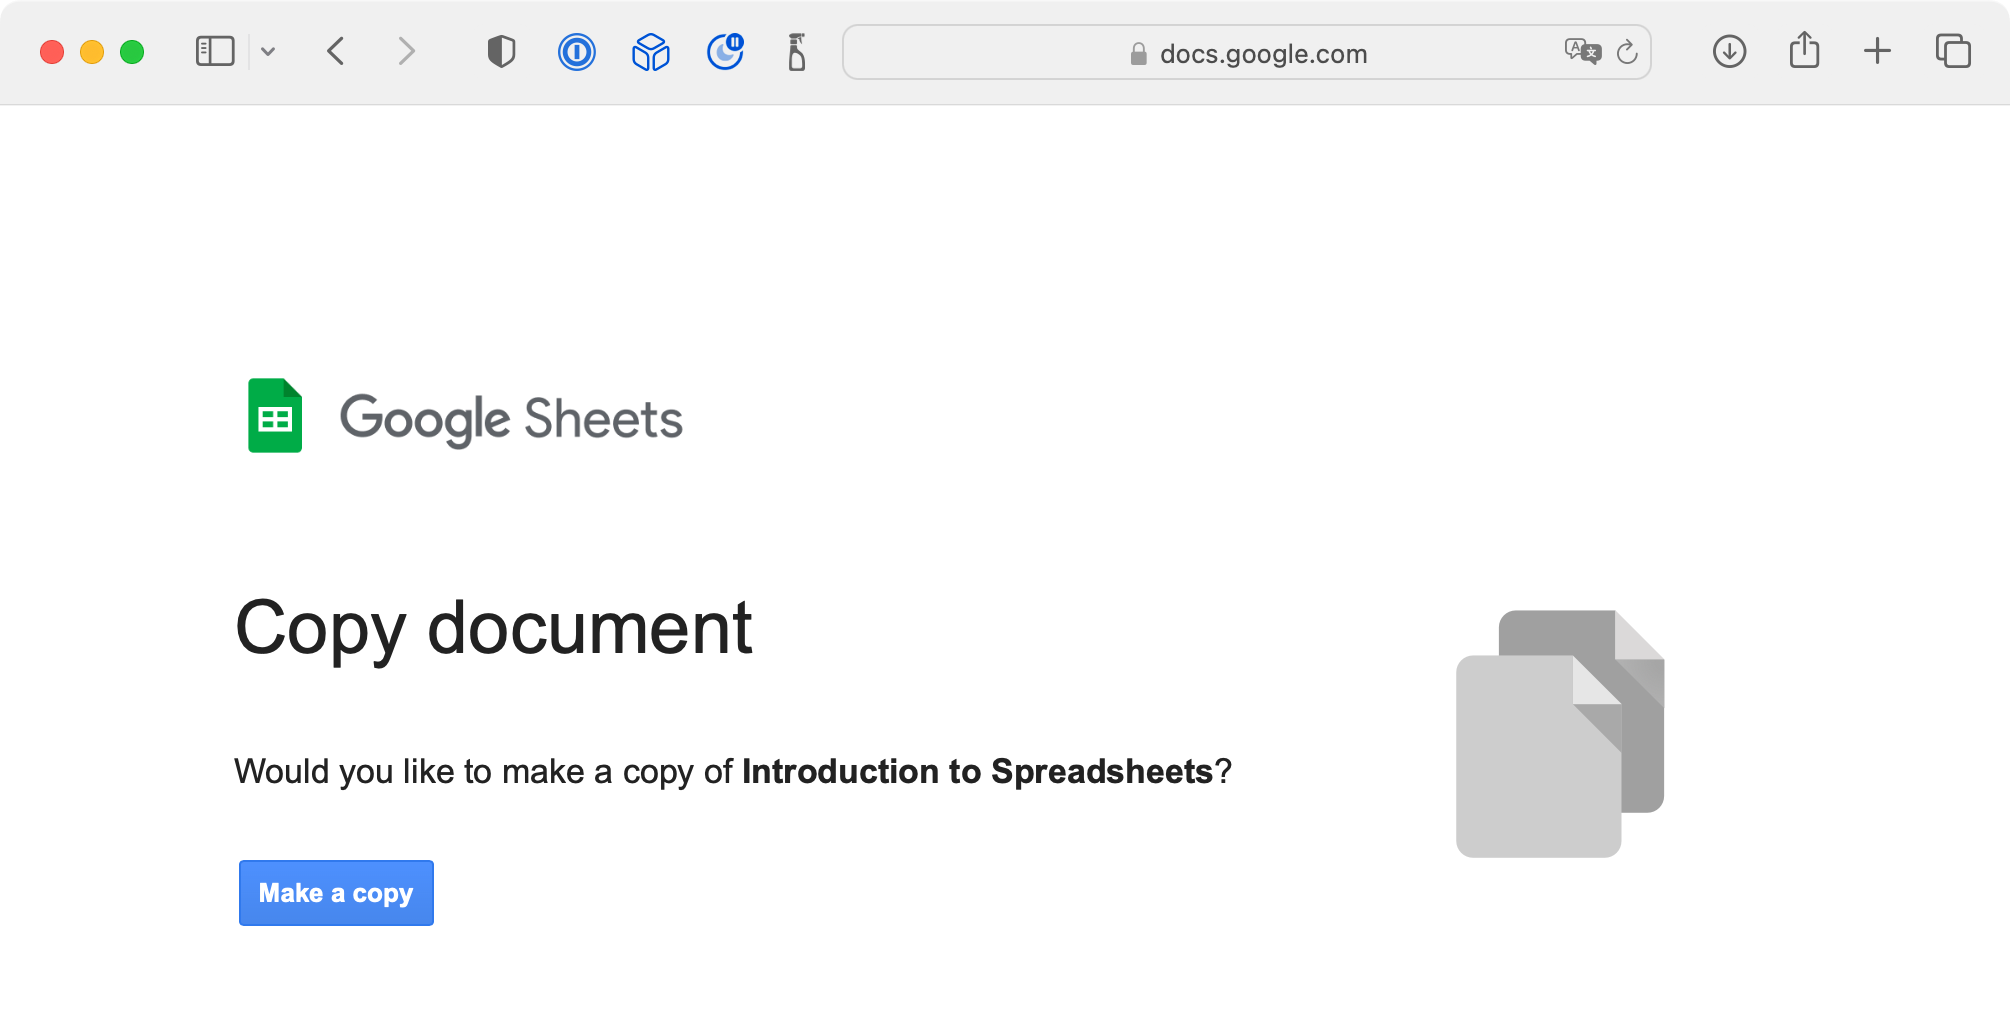 docs.google.com
Google Sheets
Copy document
Would you like to make a copy of Introduction to Spreadsheets?
Make a copy